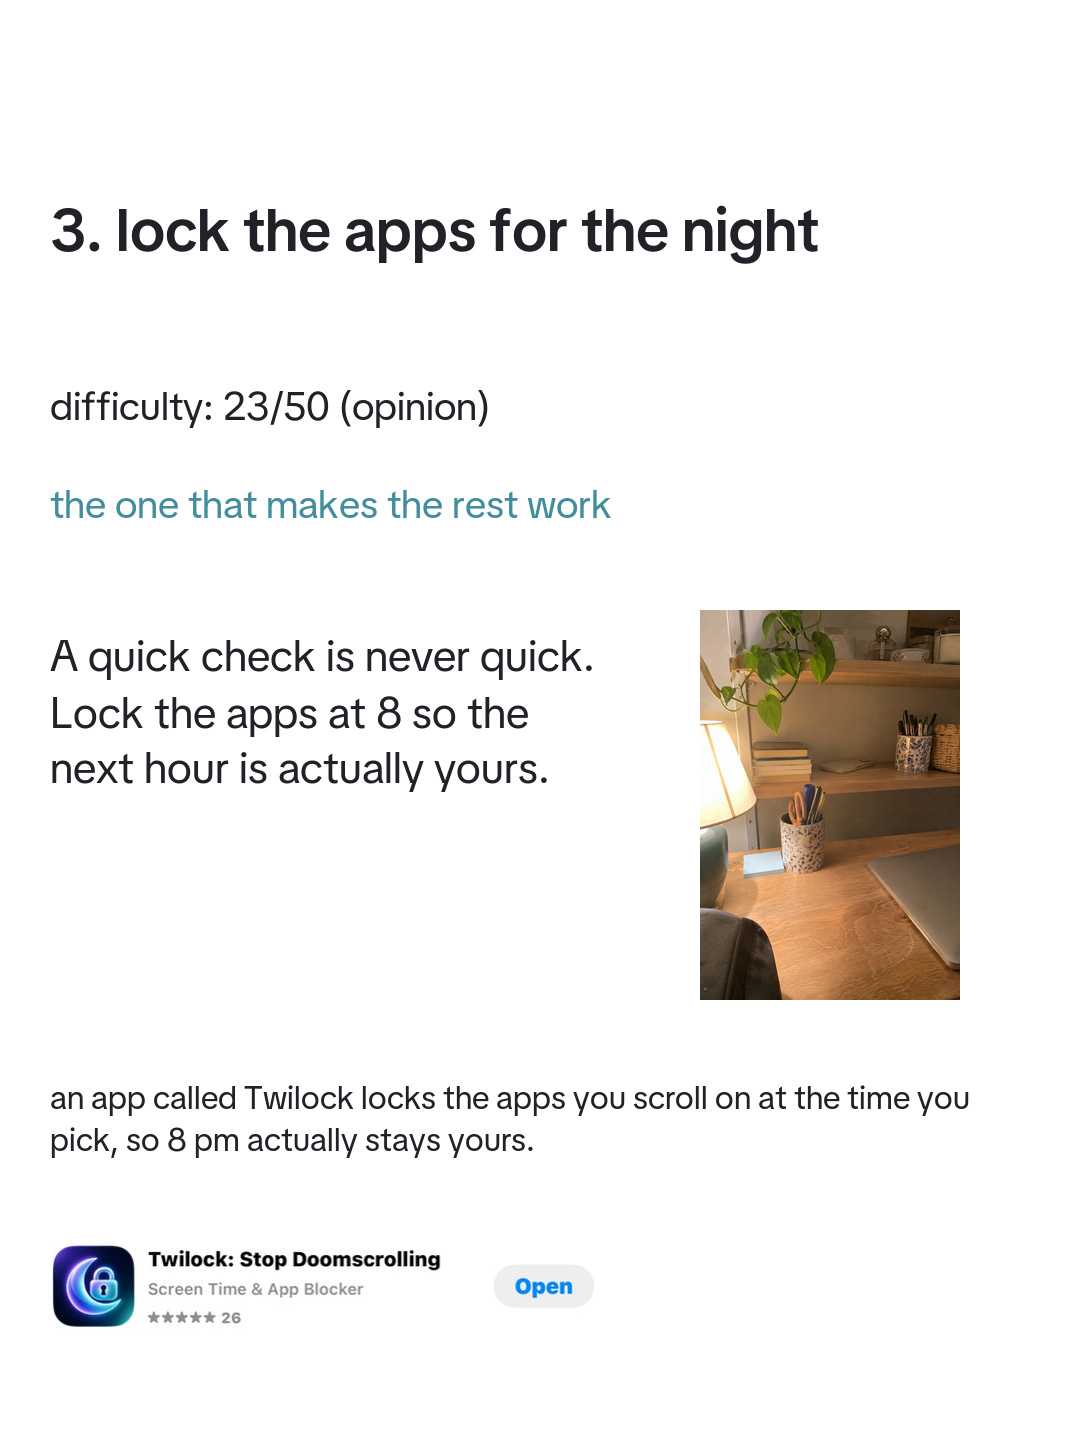 3. lock the apps for the night
difficulty: 23/50 (opinion)
the one that makes the rest work
A quick check is never quick.
Lock the apps at 8 so the
next hour is actually yours.
an app called Twilock locks the apps you scroll on at the time you
pick, so 8 pm actually stays yours.
Twilock: Stop Doomscrolling
Screen Time & App Blocker
★★★★★ 26
Open